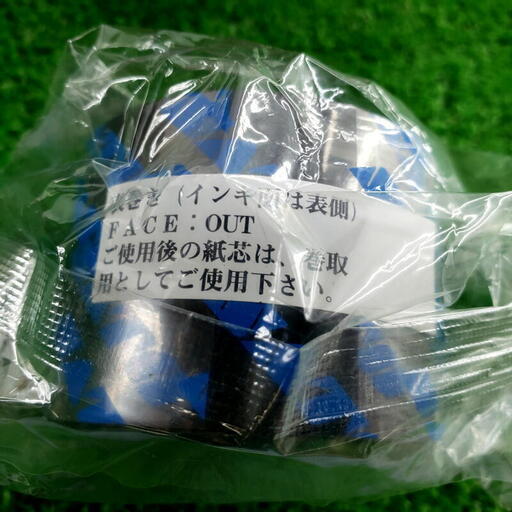 巻き（インキ面は表側）
ＦＡＣＥ：ＯＵＴ
ご使用後の紙芯は、巻取
用としてご使用下さい。